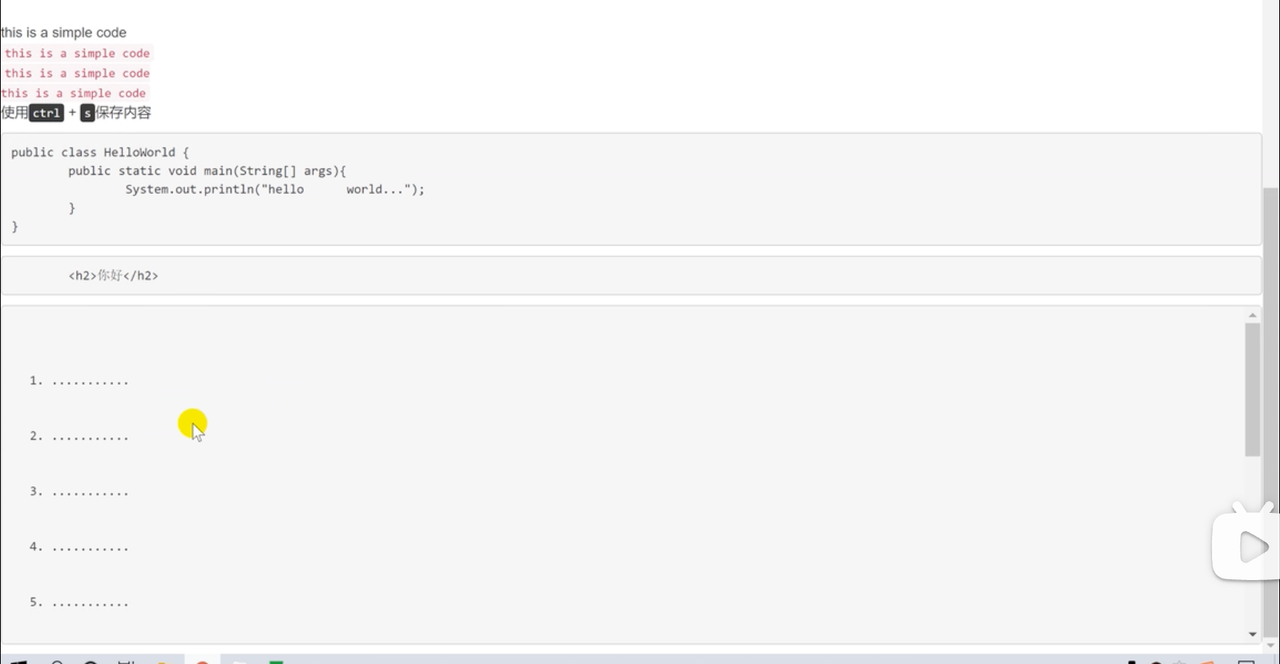 this is a simple code
this is a simple code
this is a simple code
this is a simple code
使用ctrl + s保存内容
public class HelloWorld {
public static void main(String[] args){
System.out.println("hello      world...");
}
}
<h2>你好</h2>
1. ...........
2. ...........
3. ...........
4. ...........
5. ...........